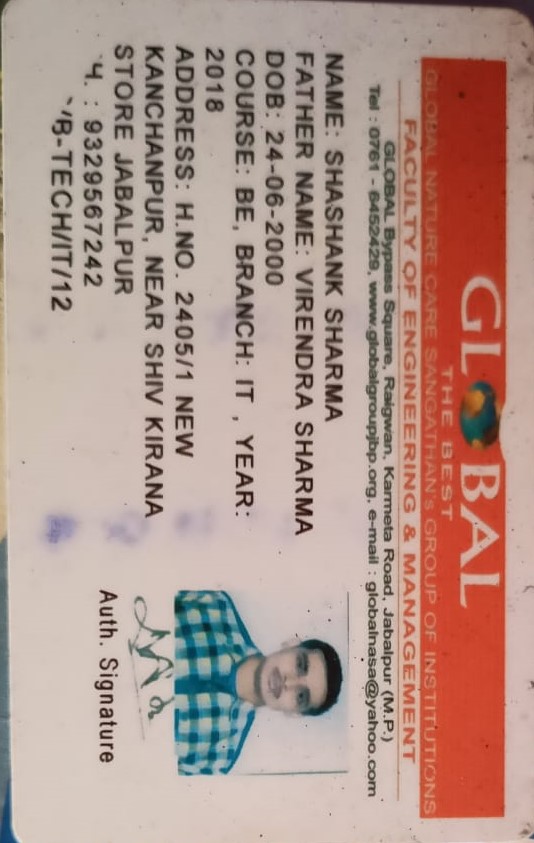 GLOBAL
THE BEST
GLOBAL NATURE CARE SANGATHAN's GROUP OF INSTITUTIONS
FACULTY OF ENGINEERING & MANAGEMENT
GLOBAL Bypass Square, Raigwan, Karmeta Road, Jabalpur (M.P.)
Tel : 0761 - 6452429, www.globalgroupjbp.org, e-mail : globalnasa@yahoo.com
NAME: SHASHANK SHARMA
FATHER NAME: VIRENDRA SHARMA
DOB: 24-06-2000
COURSE: BE, BRANCH: IT , YEAR:
2018
ADDRESS: H.NO. 2405/1 NEW
KANCHANPUR, NEAR SHIV KIRANA
STORE JABALPUR
: 9329567242
B-TECH/IT/12
Auth. Signature